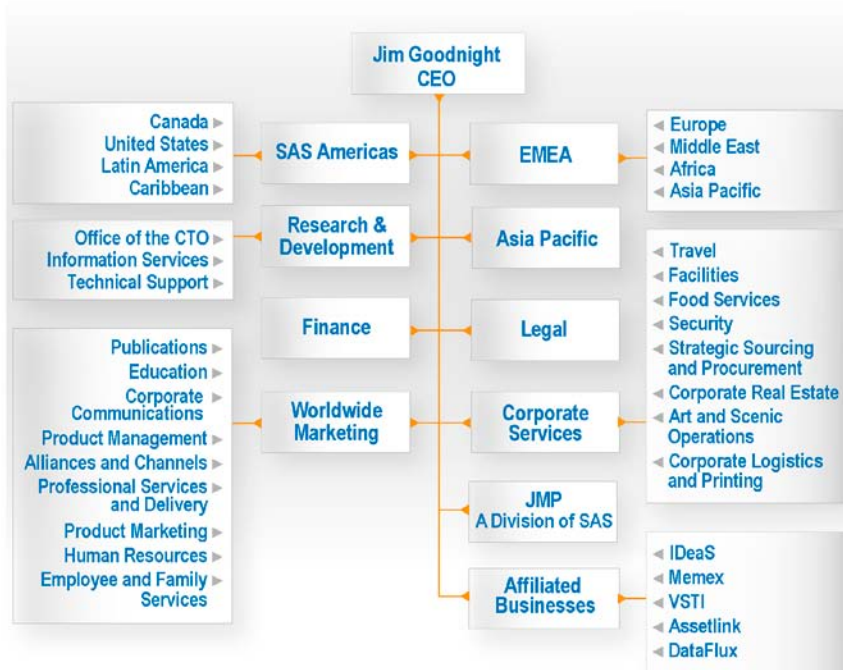 Jim Goodnight
CEO
Canada
United States
Latin America
Caribbean
SAS Americas
EMEA
Europe
Middle East
Africa
Asia Pacific
Office of the CTO
Information Services
Technical Support
Research &
Development
Asia Pacific
Finance
Legal
Travel
Facilities
Food Services
Security
Strategic Sourcing
and Procurement
Corporate Real Estate
Art and Scenic
Operations
Corporate Logistics
and Printing
Publications
Education
Corporate
Communications
Product Management
Alliances and Channels
Professional Services
and Delivery
Product Marketing
Human Resources
Employee and Family
Services
Worldwide
Marketing
Corporate
Services
JMP
A Division of SAS
Affiliated
Businesses
IDeaS
Memex
VSTI
Assetlink
DataFlux